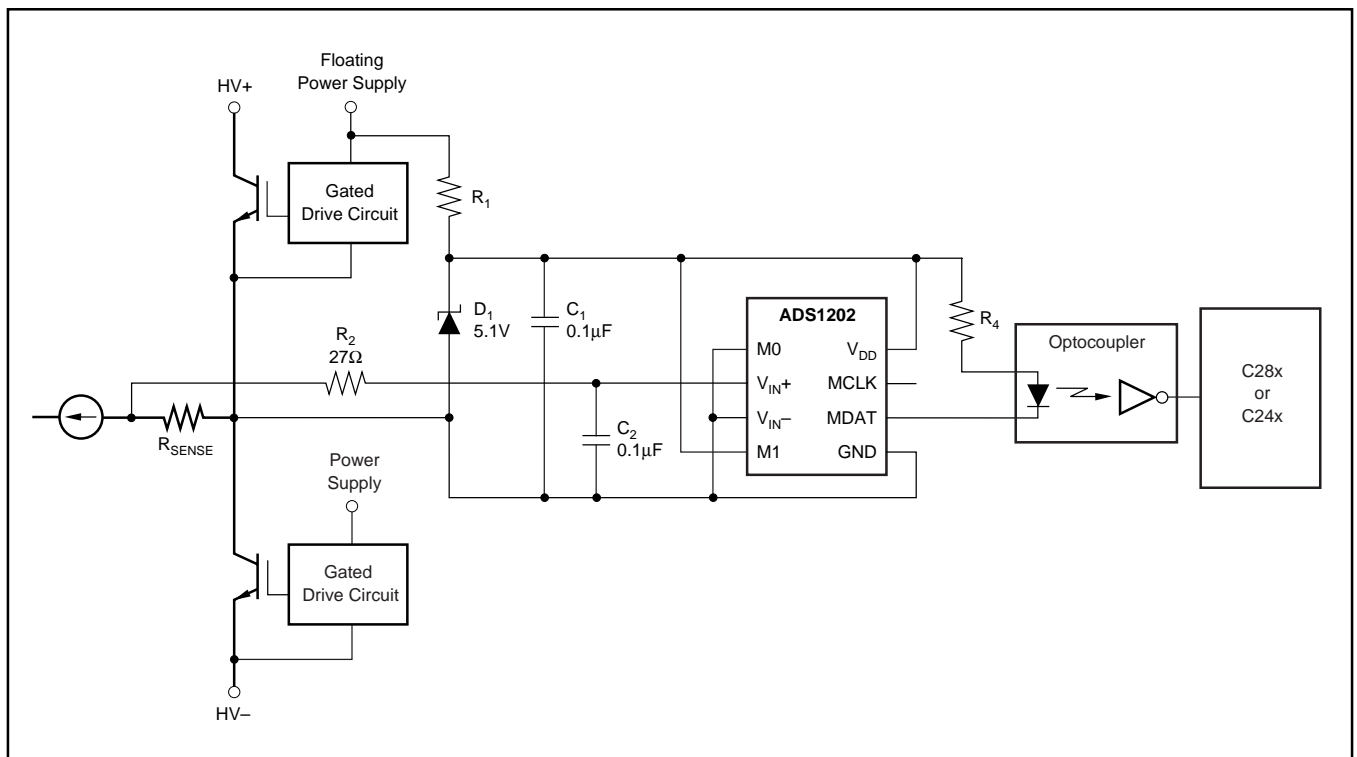 Floating
Power Supply
HV+
Gated
Drive Circuit
R1
D1
5.1V
C1
0.1μF
R2
27Ω
RSENSE
C2
0.1μF
ADS1202
M0
VDD
VIN+
MCLK
VIN–
MDAT
M1
GND
R4
Optocoupler
C28x
or
C24x
Power
Supply
Gated
Drive Circuit
HV–